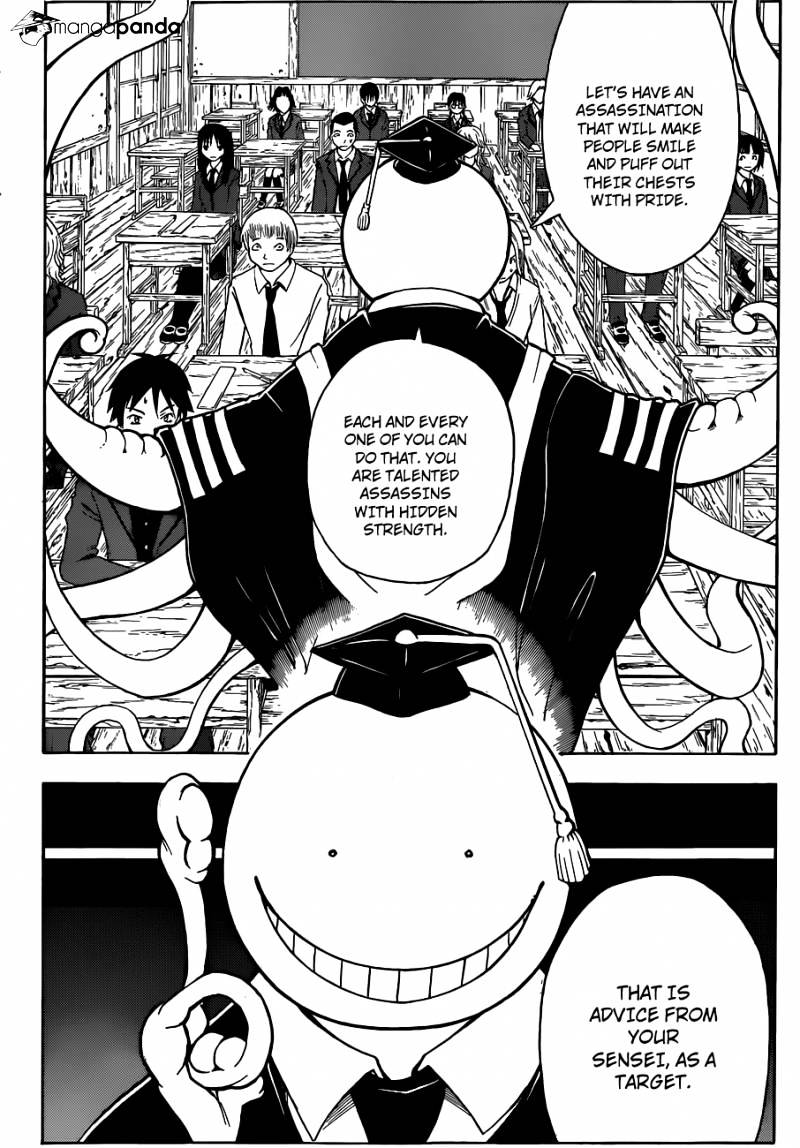 mangapanda
LET'S HAVE AN
ASSASSINATION
THAT WILL MAKE
PEOPLE SMILE
AND PUFF OUT
THEIR CHESTS
WITH PRIDE.
EACH AND EVERY
ONE OF YOU CAN
DO THAT. YOU
ARE TALENTED
ASSASSINS
WITH HIDDEN
STRENGTH.
THAT IS
ADVICE FROM
YOUR
SENSEI, AS A
TARGET.